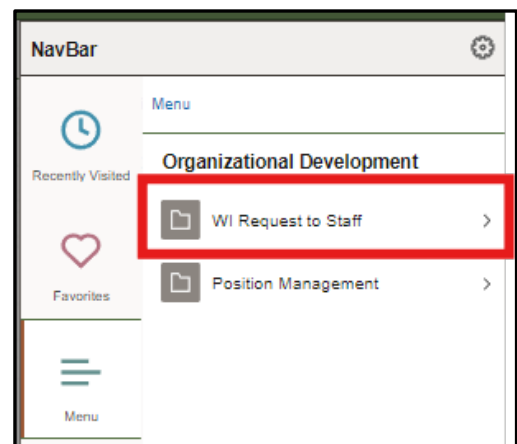 NavBar
Menu
Recently Visited
Organizational Development
WI Request to Staff
Favorites
Position Management
Menu